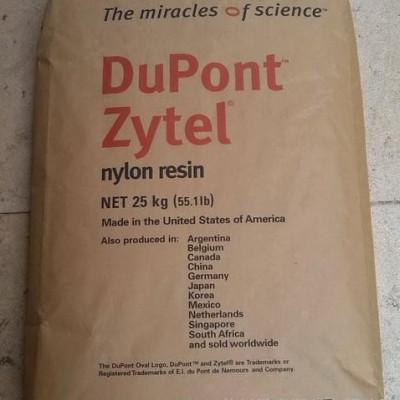 The miracles of science™
DuPont™
Zytel®
nylon resin
NET 25 kg (55.1lb)
Made in the United States of America
Also produced in: Argentina
Belgium
Canada
China
Germany
Japan
Korea
Mexico
Netherlands
Singapore
South Africa
and sold worldwide
The DuPont Oval Logo, DuPont™ and Zytel® are Trademarks or
Registered Trademarks of E.I. du Pont de Nemours and Company.